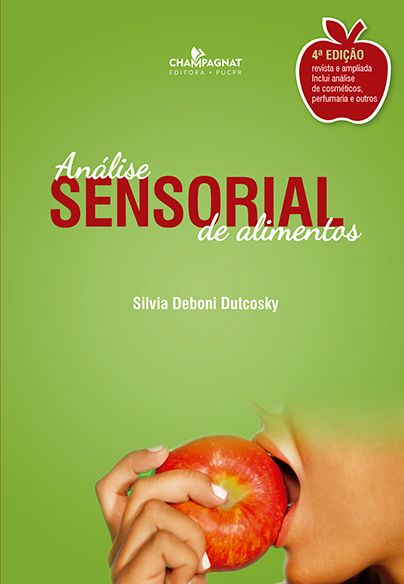 CHAMPAGNAT
EDITORA • PUCPR
4ª EDIÇÃO
revista e ampliada
Inclui análise
de cosméticos,
perfumaria e outros
Análise
SENSORIAL
de alimentos
Silvia Deboni Dutcosky